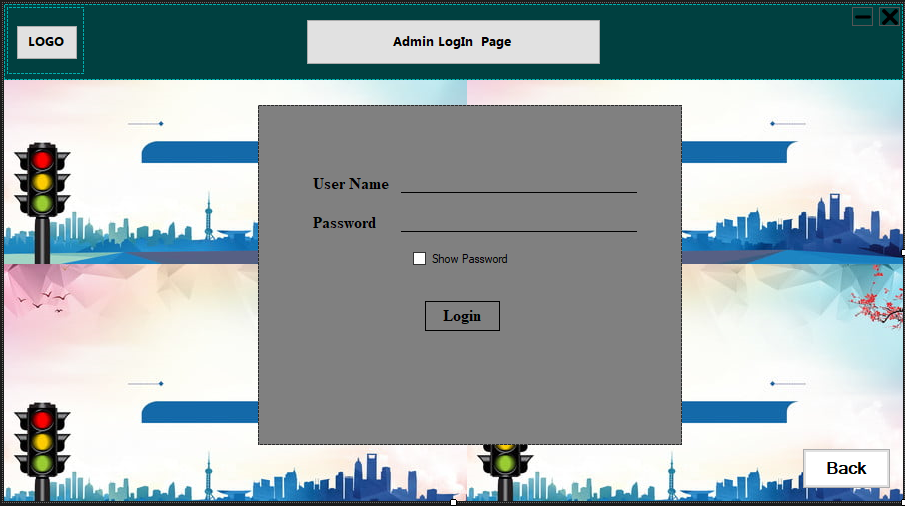 LOGO
Admin LogIn  Page
User Name
Password
Show Password
Login
Back